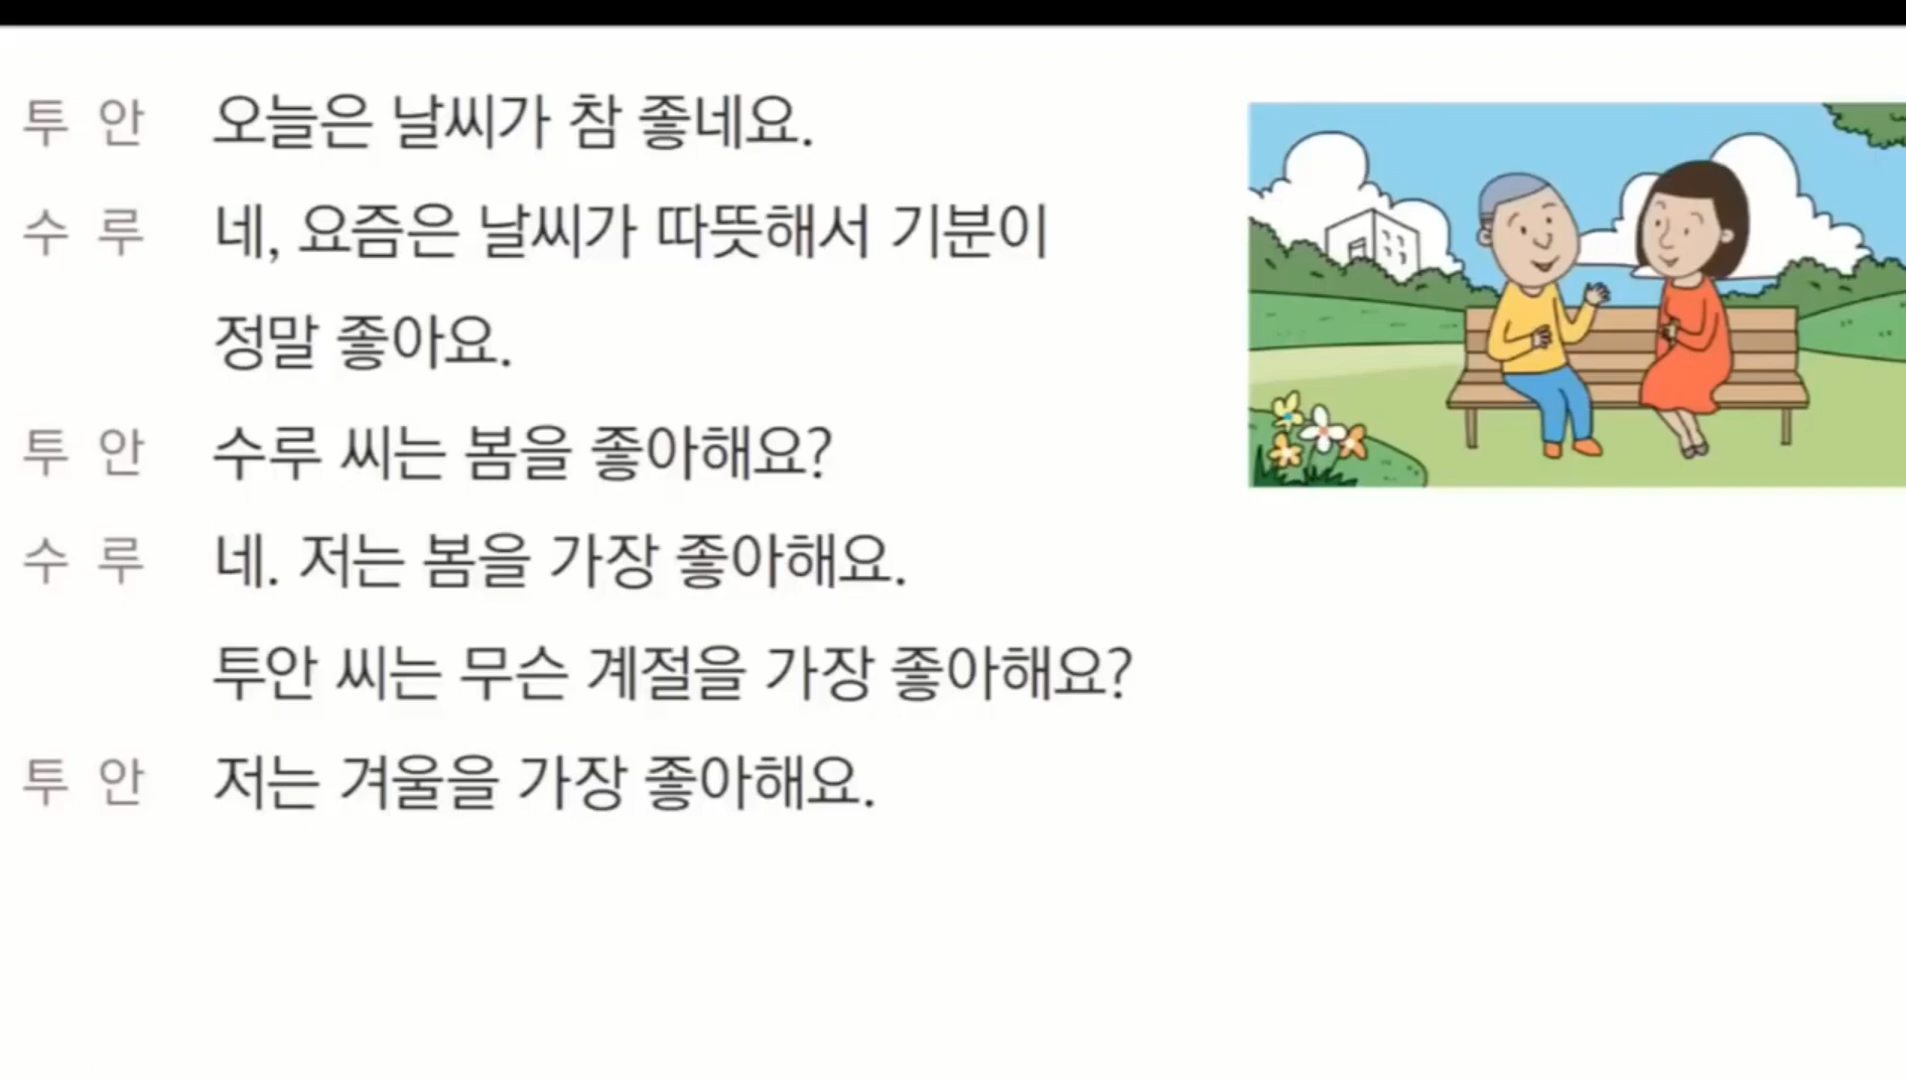 투 안 오늘은 날씨가 참 좋네요.
수 루 네, 요즘은 날씨가 따뜻해서 기분이
정말 좋아요.
투 안 수루 씨는 봄을 좋아해요?
수 루 네. 저는 봄을 가장 좋아해요.
투안 씨는 무슨 계절을 가장 좋아해요?
투 안 저는 겨울을 가장 좋아해요.